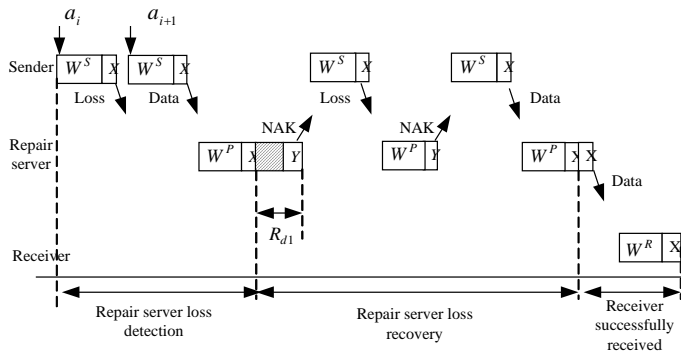 a_i a_{i+1}
Sender W^S X W^S X W^S X W^S X
Loss Data Loss Data
NAK NAK
Repair server W^P X Y W^P Y W^P X X
Data
R_{d1}
W^R X
Receiver
Repair server loss detection
Repair server loss recovery
Receiver successfully received